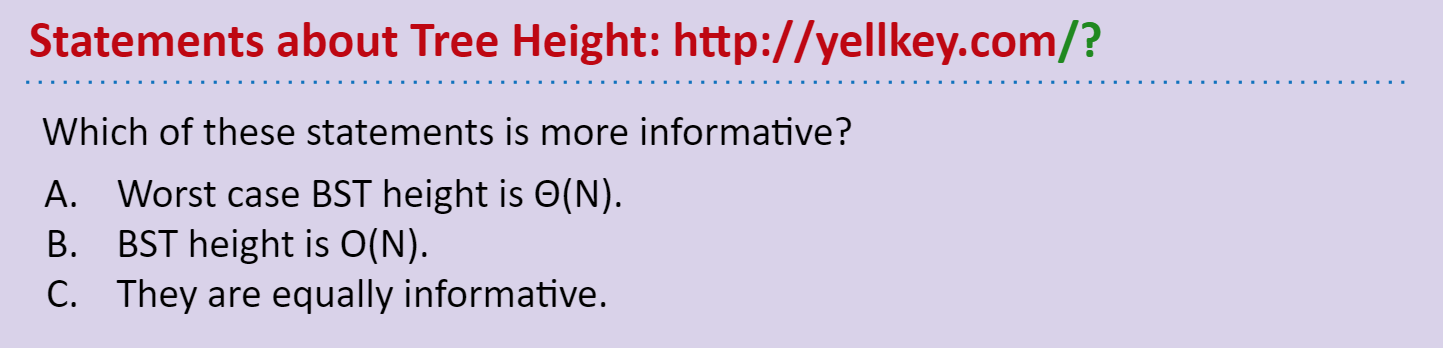 Statements about Tree Height: http://yellkey.com/?
Which of these statements is more informative?
A. Worst case BST height is Θ(N).
B. BST height is O(N).
C. They are equally informative.